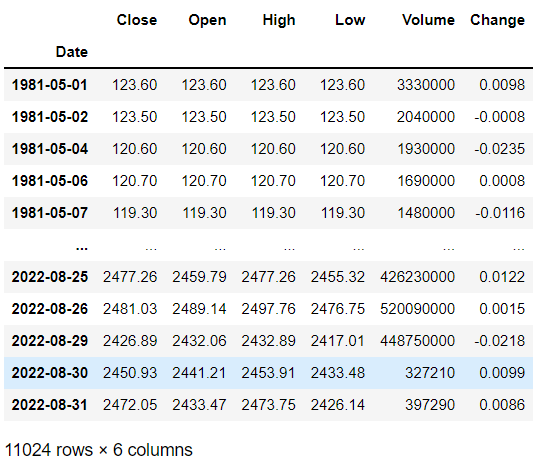 Close Open High Low Volume Change
Date
1981-05-01 123.60 123.60 123.60 123.60 3330000 0.0098
1981-05-02 123.50 123.50 123.50 123.50 2040000 -0.0008
1981-05-04 120.60 120.60 120.60 120.60 1930000 -0.0235
1981-05-06 120.70 120.70 120.70 120.70 1690000 0.0008
1981-05-07 119.30 119.30 119.30 119.30 1480000 -0.0116
... ... ... ... ... ... ...
2022-08-25 2477.26 2459.79 2477.26 2455.32 426230000 0.0122
2022-08-26 2481.03 2489.14 2497.76 2476.75 520090000 0.0015
2022-08-29 2426.89 2432.06 2432.89 2417.01 448750000 -0.0218
2022-08-30 2450.93 2441.21 2453.91 2433.48 327210 0.0099
2022-08-31 2472.05 2433.47 2473.75 2426.14 397290 0.0086
11024 rows × 6 columns